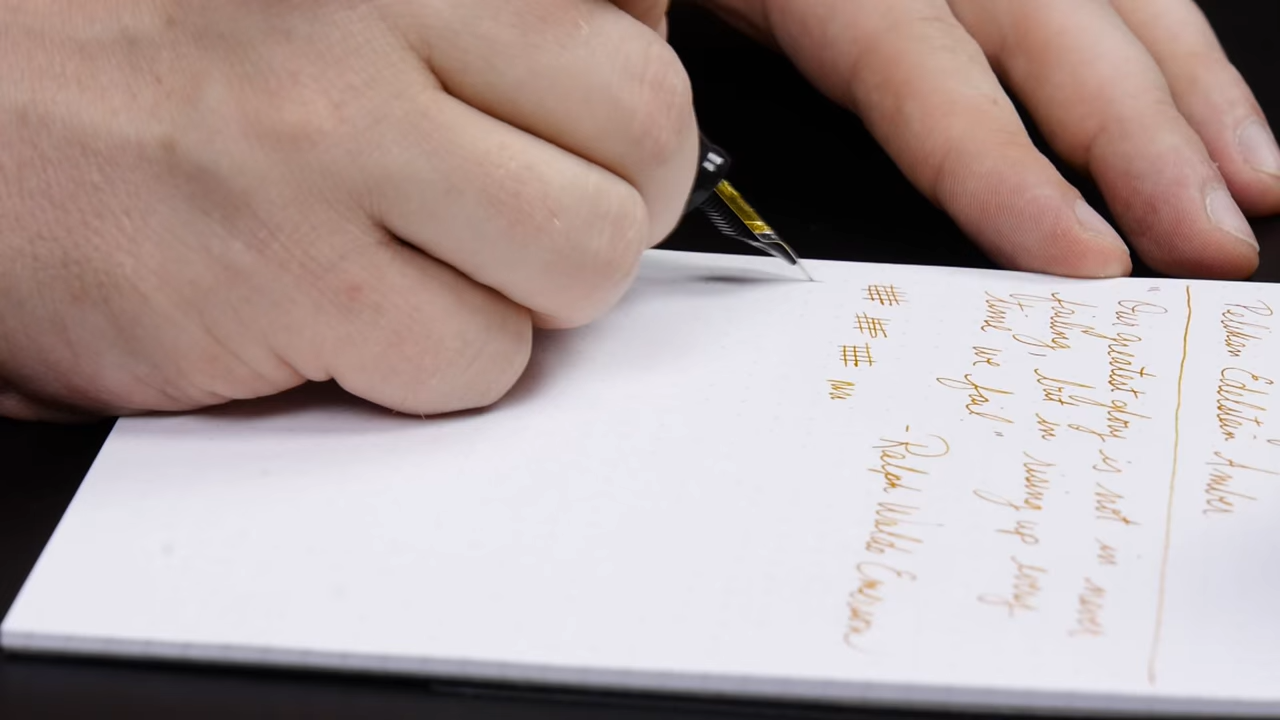 Pelikan Edelstein Amber
"Our greatest glory is not in never
failing, but in rising up every
time we fail"
- Ralph Waldo Emerson